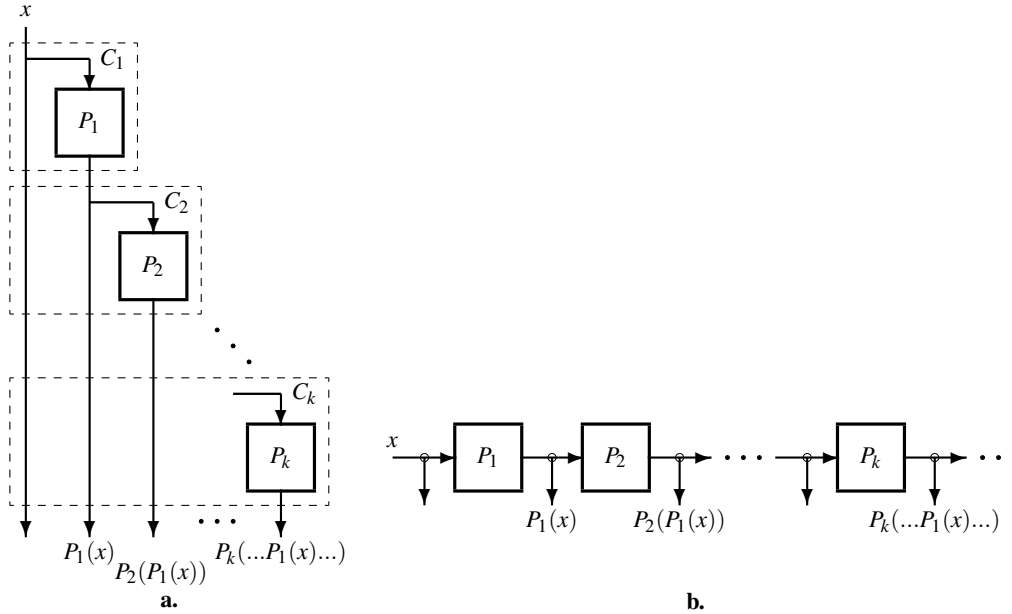 x
C₁
P₁
C₂
P₂
Cₖ
Pₖ
P₁(x)
P₂(P₁(x))
Pₖ(...P₁(x)...)
a.
x
P₁
P₂
Pₖ
P₁(x)
P₂(P₁(x))
Pₖ(...P₁(x)...)
b.